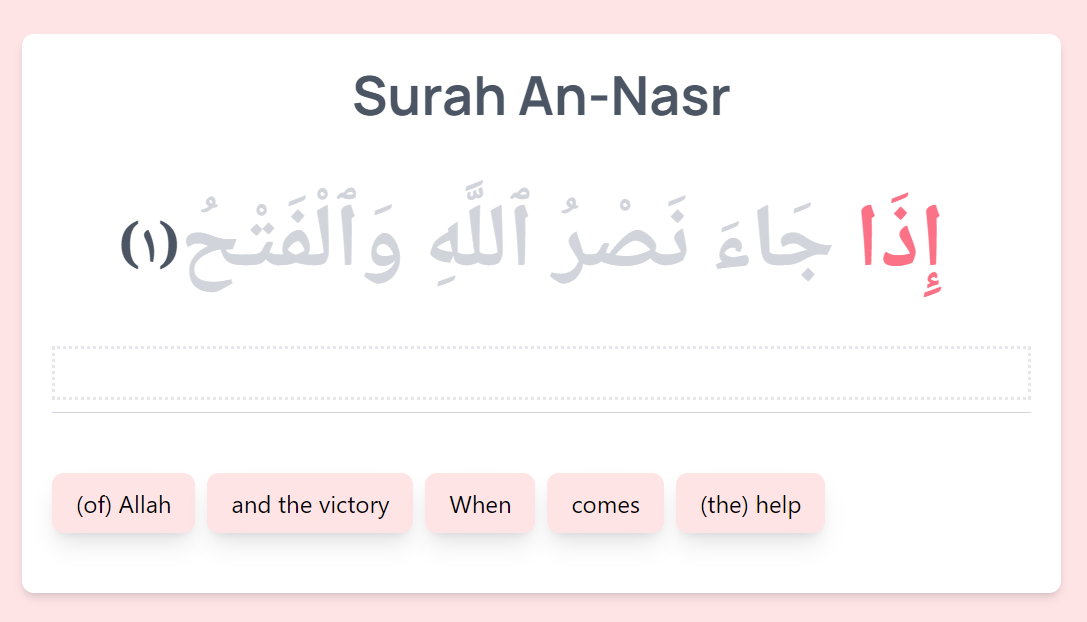 Surah An-Nasr
إِذَا جَاءَ نَصْرُ ٱللَّهِ وَٱلْفَتْحُ (١)
(of) Allah and the victory When comes (the) help